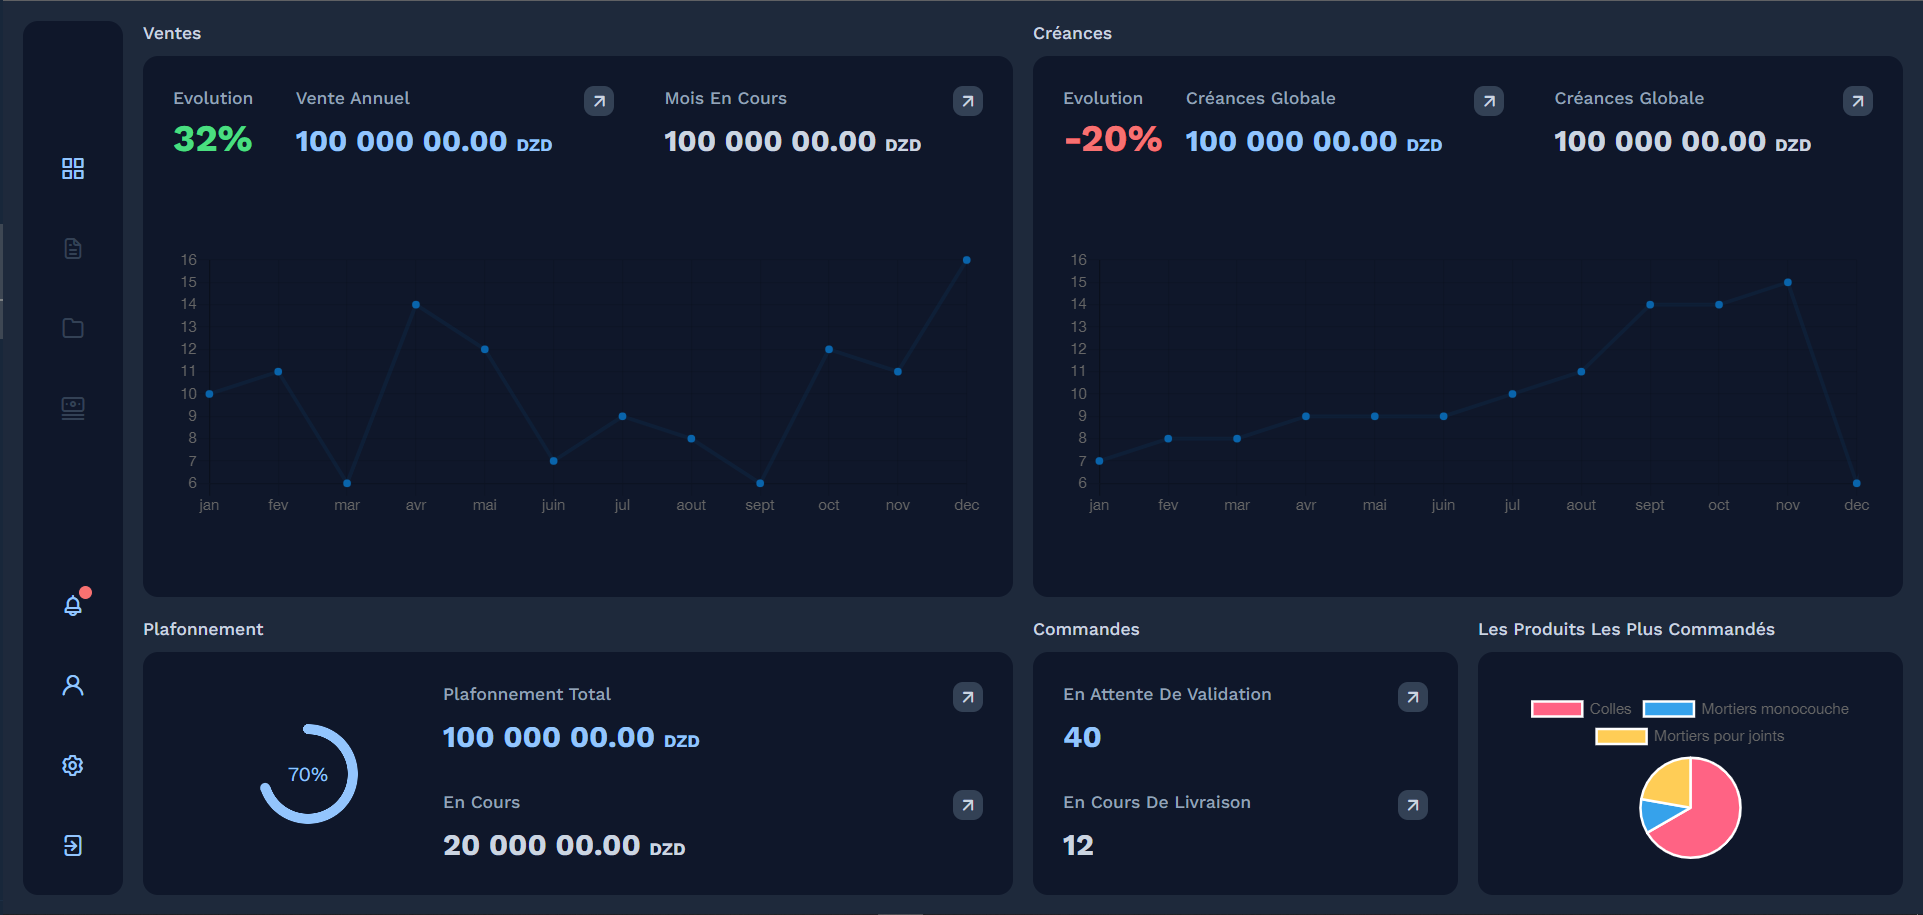 Ventes
Evolution
32%
Vente Annuel
100 000 00.00 DZD
Mois En Cours
100 000 00.00 DZD
16
15
14
13
12
11
10
9
8
7
6
jan fev mar avr mai juin jul aout sept oct nov dec
Créances
Evolution
-20%
Créances Globale
100 000 00.00 DZD
Créances Globale
100 000 00.00 DZD
16
15
14
13
12
11
10
9
8
7
6
jan fev mar avr mai juin jul aout sept oct nov dec
Plafonnement
70%
Plafonnement Total
100 000 00.00 DZD
En Cours
20 000 00.00 DZD
Commandes
En Attente De Validation
40
En Cours De Livraison
12
Les Produits Les Plus Commandés
Colles Mortiers monocouche
Mortiers pour joints